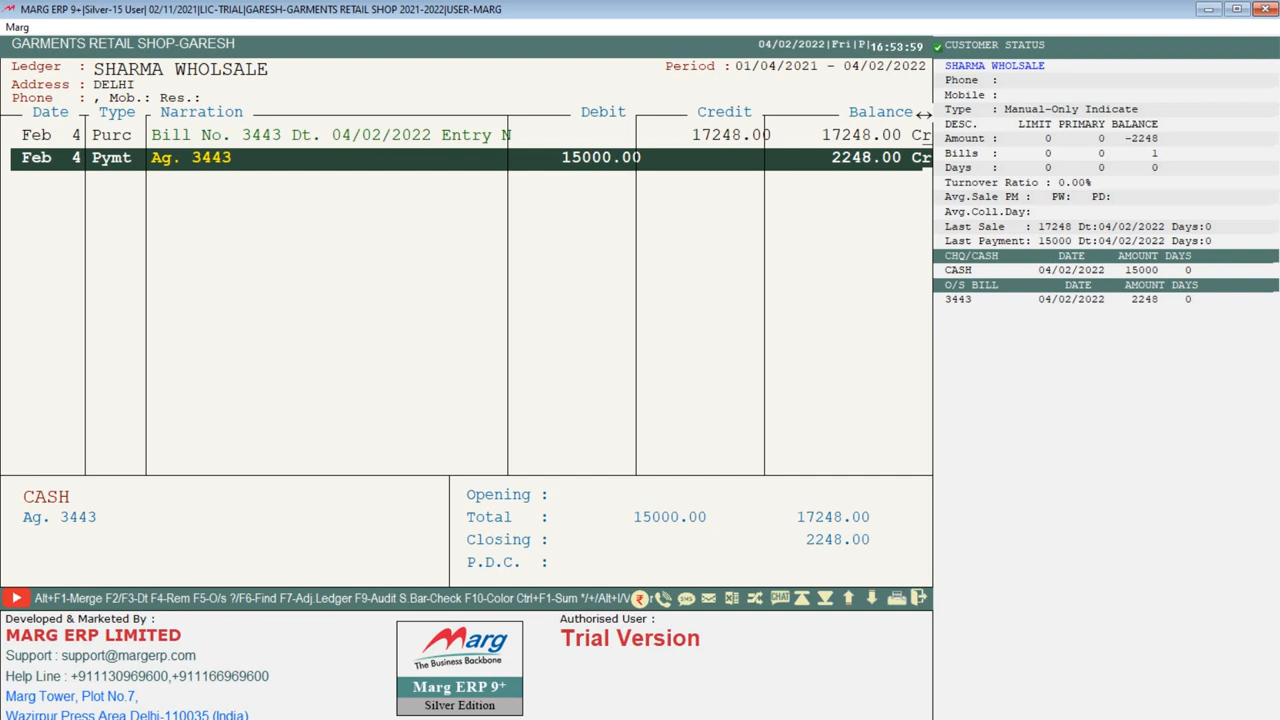 MARG ERP 9+|Silver-15 User| 02/11/2021|LIC-TRIAL|GARESH-GARMENTS RETAIL SHOP 2021-2022|USER-MARG
Marg
GARMENTS RETAIL SHOP-GARESH 04/02/2022|Fri|P|16:53:59
Ledger : SHARMA WHOLSALE Period : 01/04/2021 - 04/02/2022
Address : DELHI
Phone : , Mob.: Res.:
Date Type Narration Debit Credit Balance
Feb 4 Purc Bill No. 3443 Dt. 04/02/2022 Entry N 17248.00 17248.00 Cr
Feb 4 Pymt Ag. 3443 15000.00 2248.00 Cr
CASH
Ag. 3443
Opening :
Total : 15000.00 17248.00
Closing : 2248.00
P.D.C. :
CUSTOMER STATUS
SHARMA WHOLSALE
Phone :
Mobile :
Type : Manual-Only Indicate
DESC. LIMIT PRIMARY BALANCE
Amount : 0 0 -2248
Bills : 0 0 1
Days : 0 0 0
Turnover Ratio : 0.00%
Avg.Sale PM : PW: PD:
Avg.Coll.Day:
Last Sale : 17248 Dt:04/02/2022 Days:0
Last Payment: 15000 Dt:04/02/2022 Days:0
CHQ/CASH DATE AMOUNT DAYS
CASH 04/02/2022 15000 0
O/S BILL DATE AMOUNT DAYS
3443 04/02/2022 2248 0
Alt+F1-Merge F2/F3-Dt F4-Rem F5-O/s ?/F6-Find F7-Adj.Ledger F9-Audit S.Bar-Check F10-Color Ctrl+F1-Sum */+/Alt+I/V
SMS
CHAT
Developed & Marketed By :
MARG ERP LIMITED
Support : support@margerp.com
Help Line : +911130969600,+911166969600
Marg Tower, Plot No.7,
Wazirpur Press Area Delhi-110035 (India)
Marg
The Business Backbone
Marg ERP 9+
Silver Edition
Authorised User :
Trial Version